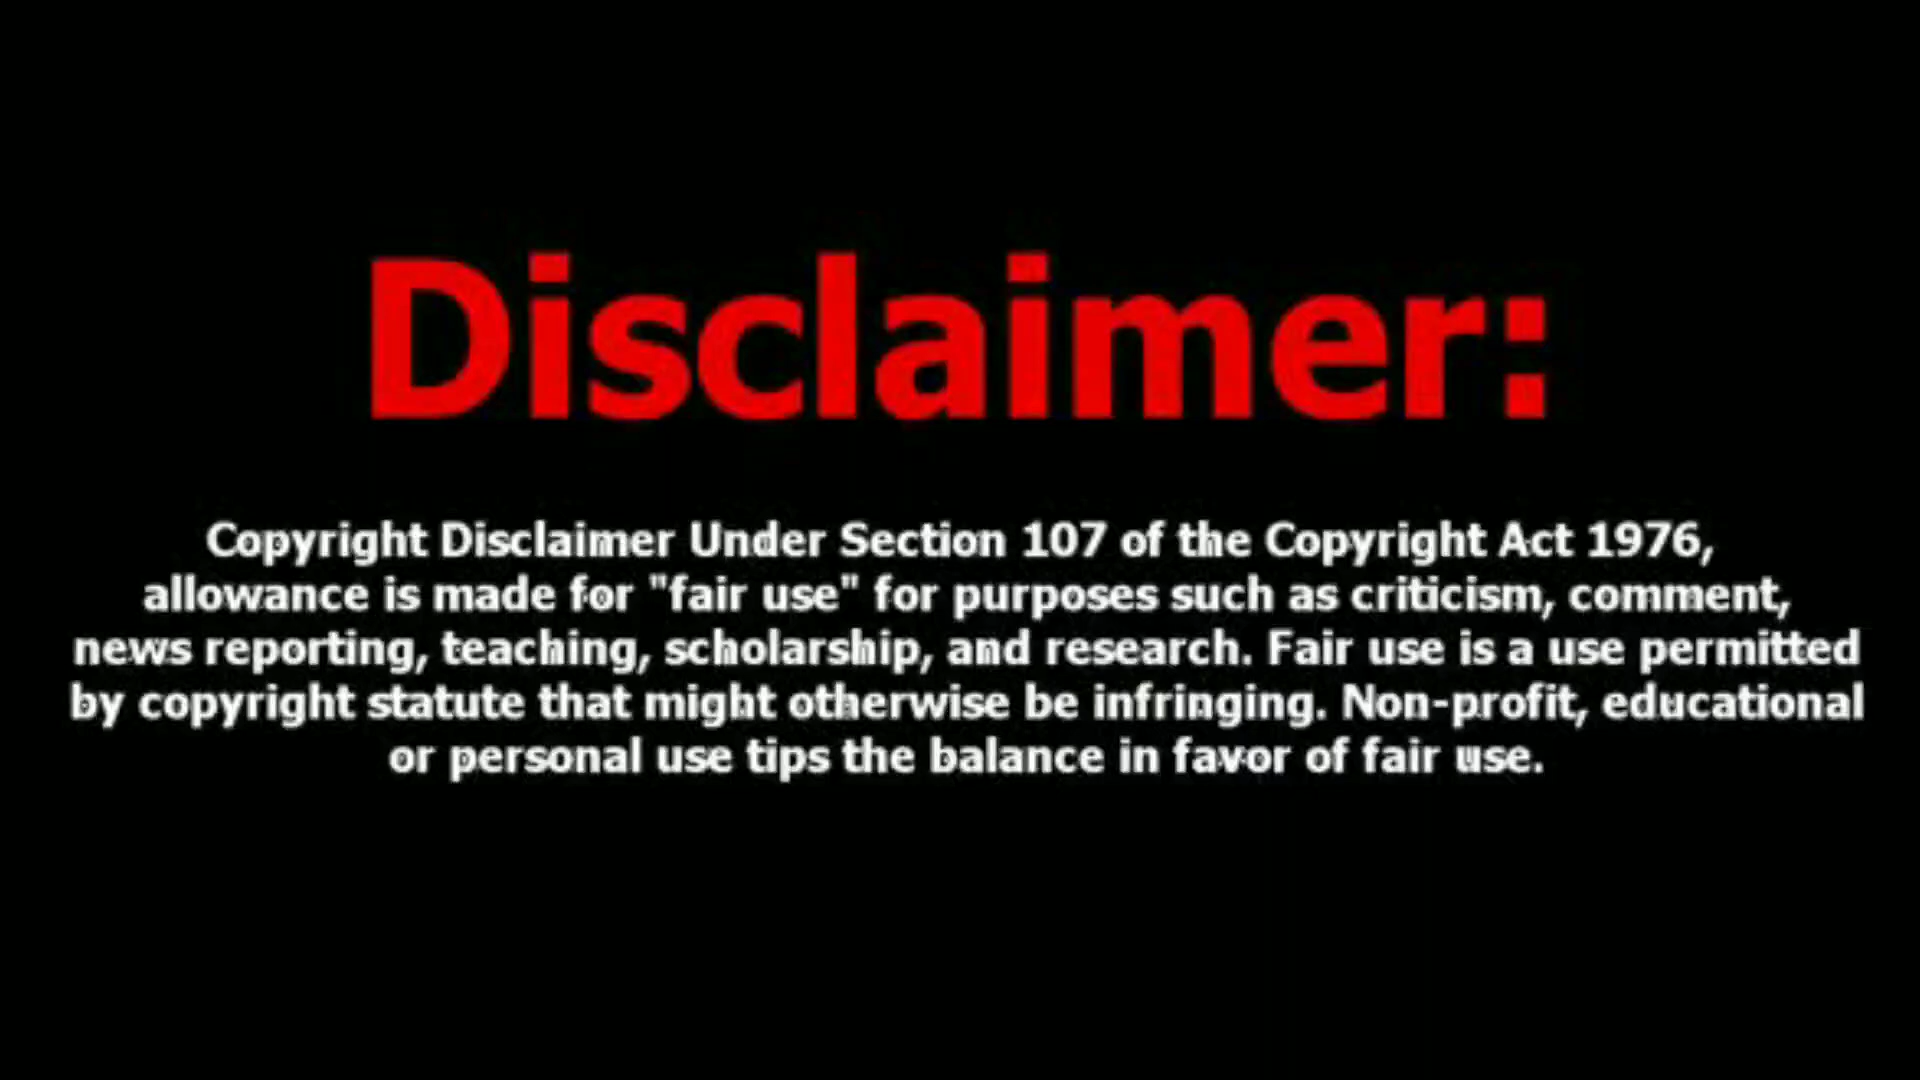 Disclaimer:
Copyright Disclaimer Under Section 107 of the Copyright Act 1976,
allowance is made for "fair use" for purposes such as criticism, comment,
news reporting, teaching, scholarship, and research. Fair use is a use permitted
by copyright statute that might otherwise be infringing. Non-profit, educational
or personal use tips the balance in favor of fair use.